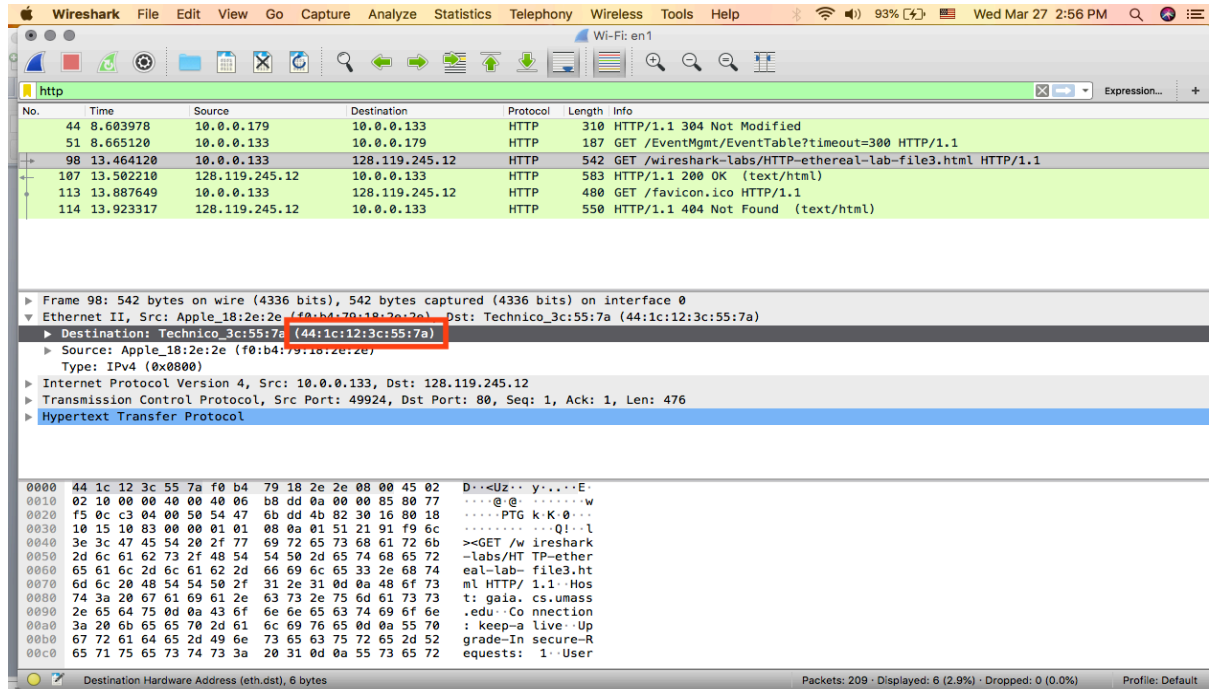 Wireshark File Edit View Go Capture Analyze Statistics Telephony Wireless Tools Help 93% Wed Mar 27 2:56 PM
Wi-Fi: en1
http Expression... +
No. Time Source Destination Protocol Length Info
44 8.603978 10.0.0.179 10.0.0.133 HTTP 310 HTTP/1.1 304 Not Modified
51 8.665120 10.0.0.133 10.0.0.179 HTTP 187 GET /EventMgmt/EventTable?timeout=300 HTTP/1.1
98 13.464120 10.0.0.133 128.119.245.12 HTTP 542 GET /wireshark-labs/HTTP-ethereal-lab-file3.html HTTP/1.1
107 13.502210 128.119.245.12 10.0.0.133 HTTP 583 HTTP/1.1 200 OK (text/html)
113 13.887649 10.0.0.133 128.119.245.12 HTTP 480 GET /favicon.ico HTTP/1.1
114 13.923317 128.119.245.12 10.0.0.133 HTTP 550 HTTP/1.1 404 Not Found (text/html)
Frame 98: 542 bytes on wire (4336 bits), 542 bytes captured (4336 bits) on interface 0
Ethernet II, Src: Apple_18:2e:2e (f0:b4:79:18:2e:2e), Dst: Technico_3c:55:7a (44:1c:12:3c:55:7a)
Destination: Technico_3c:55:7a (44:1c:12:3c:55:7a)
Source: Apple_18:2e:2e (f0:b4:79:18:2e:2e)
Type: IPv4 (0x0800)
Internet Protocol Version 4, Src: 10.0.0.133, Dst: 128.119.245.12
Transmission Control Protocol, Src Port: 49924, Dst Port: 80, Seq: 1, Ack: 1, Len: 476
Hypertext Transfer Protocol
0000 44 1c 12 3c 55 7a f0 b4 79 18 2e 2e 08 00 45 02 D··<Uz·· y·..··E·
0010 02 10 00 00 40 00 40 06 b8 dd 0a 00 00 85 80 77 ····@·@· ·······w
0020 f5 0c c3 04 00 50 54 47 6b dd 4b 82 30 16 80 18 ·····PTG k·K·0···
0030 10 15 10 83 00 00 01 01 08 0a 01 51 21 91 f9 6c ········ ···Q!··l
0040 3e 3c 47 45 54 20 2f 77 69 72 65 73 68 61 72 6b ><GET /w ireshark
0050 2d 6c 61 62 73 2f 48 54 54 50 2d 65 74 68 65 72 -labs/HT TP-ether
0060 65 61 6c 2d 6c 61 62 2d 66 69 6c 65 33 2e 68 74 eal-lab- file3.ht
0070 6d 6c 20 48 54 54 50 2f 31 2e 31 0d 0a 48 6f 73 ml HTTP/ 1.1··Hos
0080 74 3a 20 67 61 69 61 2e 63 73 2e 75 6d 61 73 73 t: gaia. cs.umass
0090 2e 65 64 75 0d 0a 43 6f 6e 6e 65 63 74 69 6f 6e .edu··Co nnection
00a0 3a 20 6b 65 65 70 2d 61 6c 69 76 65 0d 0a 55 70 : keep-a live··Up
00b0 67 72 61 64 65 2d 49 6e 73 65 63 75 72 65 2d 52 grade-In secure-R
00c0 65 71 75 65 73 74 73 3a 20 31 0d 0a 55 73 65 72 equests: 1··User
Destination Hardware Address (eth.dst), 6 bytes Packets: 209 · Displayed: 6 (2.9%) · Dropped: 0 (0.0%) Profile: Default